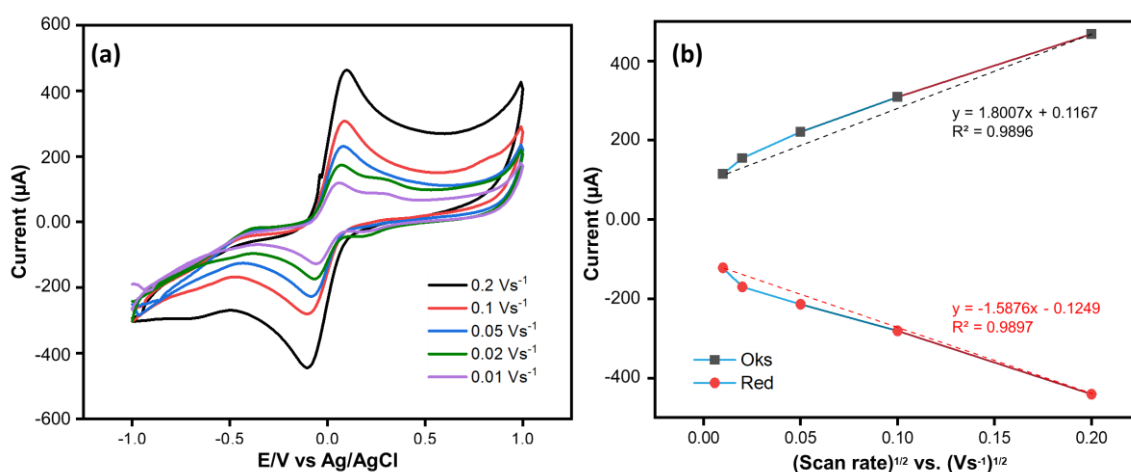 (a)
600
400
200
0.00
-200
-400
-600
Current (µA)
-1.0
-0.5
0.0
0.5
1.0
E/V vs Ag/AgCl
0.2 Vs⁻¹
0.1 Vs⁻¹
0.05 Vs⁻¹
0.02 Vs⁻¹
0.01 Vs⁻¹
(b)
400
200
0.00
-200
-400
Current (µA)
y = 1.8007x + 0.1167
R² = 0.9896
y = -1.5876x - 0.1249
R² = 0.9897
Oks
Red
0.00
0.05
0.10
0.15
0.20
(Scan rate)¹ᐟ² vs. (Vs⁻¹)¹ᐟ²